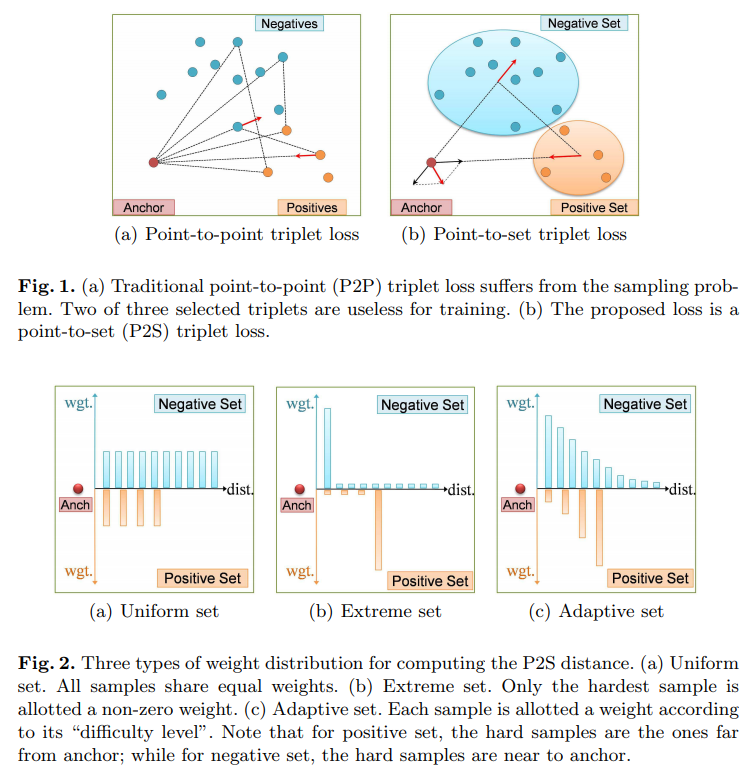 Negatives
Negative Set
Anchor
Positives
Anchor
Positive Set
(a) Point-to-point triplet loss
(b) Point-to-set triplet loss
Fig. 1. (a) Traditional point-to-point (P2P) triplet loss suffers from the sampling prob-
lem. Two of three selected triplets are useless for training. (b) The proposed loss is a
point-to-set (P2S) triplet loss.
wgt.
Negative Set
dist.
Anch
wgt.
Positive Set
wgt.
Negative Set
dist.
Anch
wgt.
Positive Set
wgt.
Negative Set
dist.
Anch
wgt.
Positive Set
(a) Uniform set
(b) Extreme set
(c) Adaptive set
Fig. 2. Three types of weight distribution for computing the P2S distance. (a) Uniform
set. All samples share equal weights. (b) Extreme set. Only the hardest sample is
allotted a non-zero weight. (c) Adaptive set. Each sample is allotted a weight according
to its “difficulty level”. Note that for positive set, the hard samples are the ones far
from anchor; while for negative set, the hard samples are near to anchor.